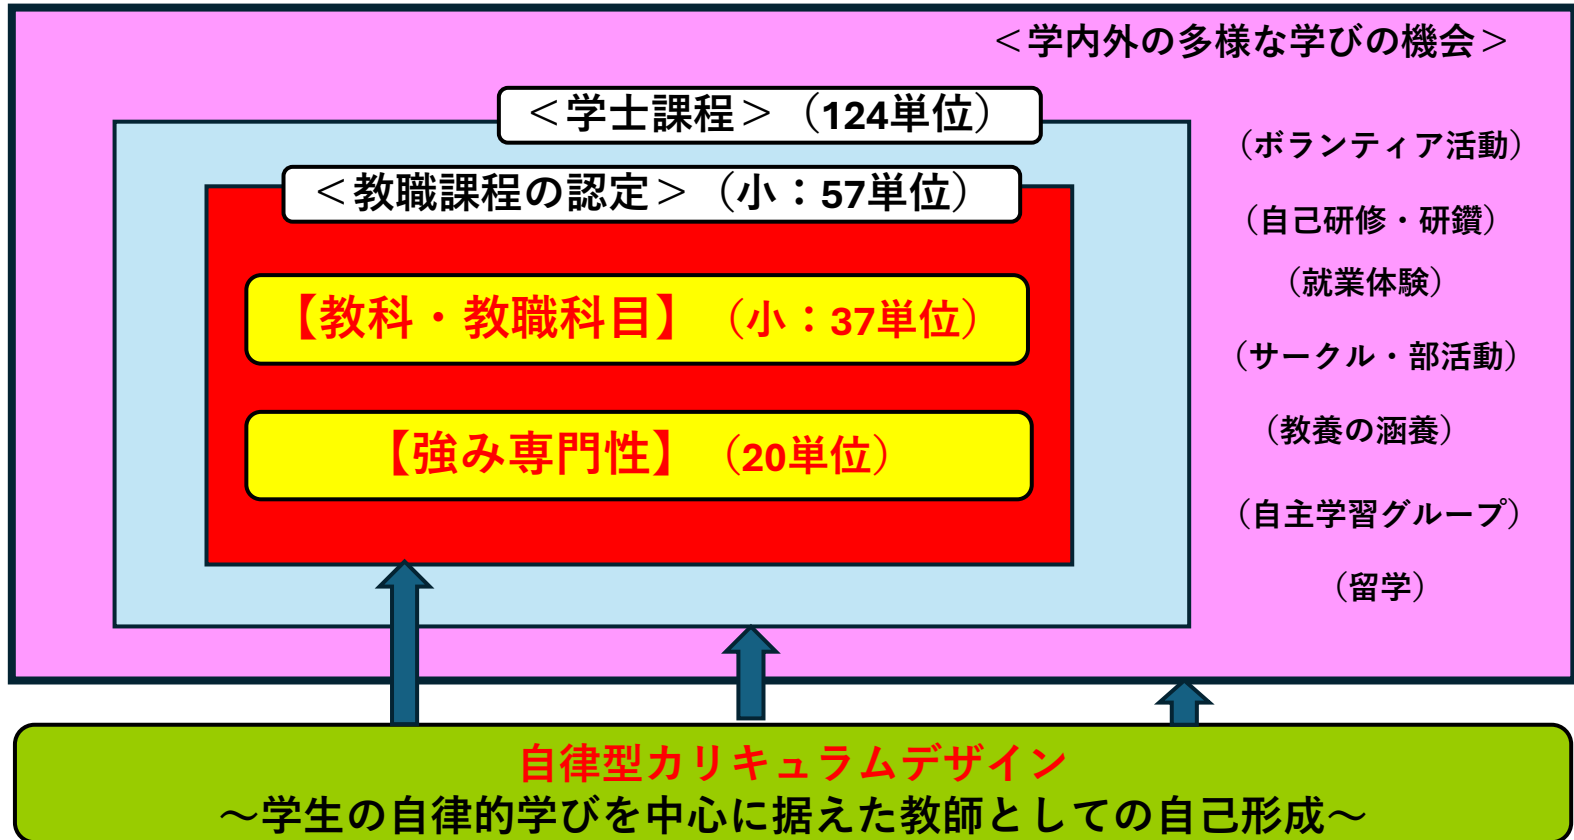 ＜学内外の多様な学びの機会＞
＜学士課程＞（124単位）
＜教職課程の認定＞（小：57単位）
【教科・教職科目】（小：37単位）
【強み専門性】（20単位）
（ボランティア活動）
（自己研修・研鑽）
（就業体験）
（サークル・部活動）
（教養の涵養）
（自主学習グループ）
（留学）
自律型カリキュラムデザイン
～学生の自律的学びを中心に据えた教師としての自己形成～